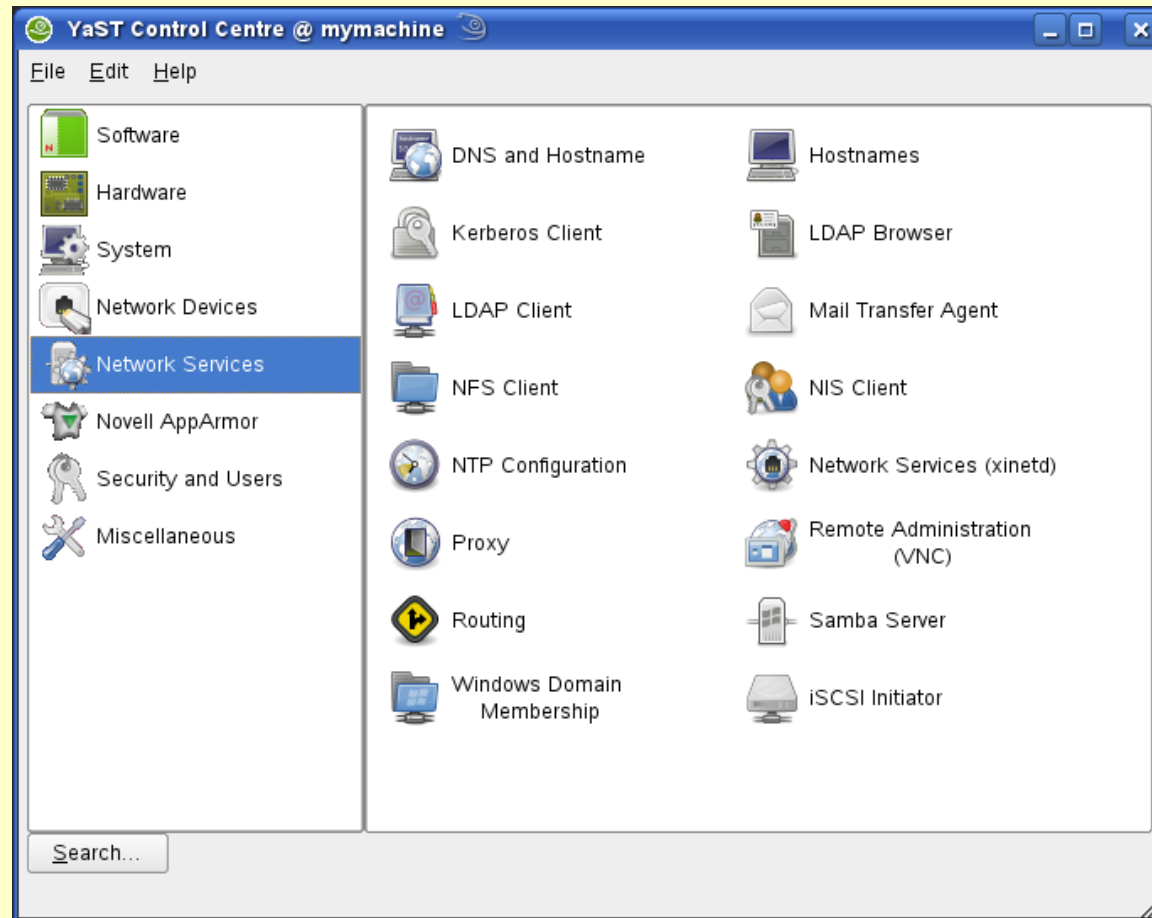 YaST Control Centre @ mymachine
File Edit Help
Software
Hardware
System
Network Devices
Network Services
Novell AppArmor
Security and Users
Miscellaneous
DNS and Hostname
Hostnames
Kerberos Client
LDAP Browser
LDAP Client
Mail Transfer Agent
NFS Client
NIS Client
NTP Configuration
Network Services (xinetd)
Proxy
Remote Administration
(VNC)
Routing
Samba Server
Windows Domain
Membership
iSCSI Initiator
Search...